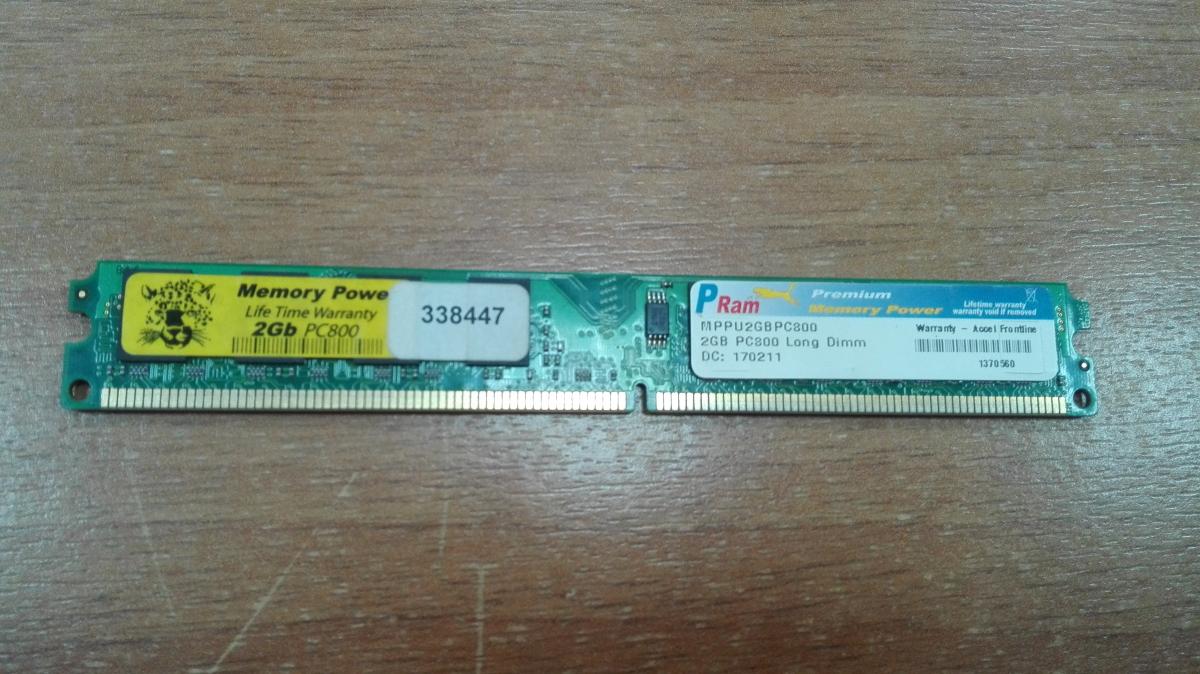 Memory Powe
Life Time Warranty
2Gb PC800
338447
PRam
Premium
Memory Power
Lifetime warranty
warranty void if removed
MPPU2GBPC800
2GB PC800 Long Dimm
DC: 170211
Warranty - Accel Frontline
1370560